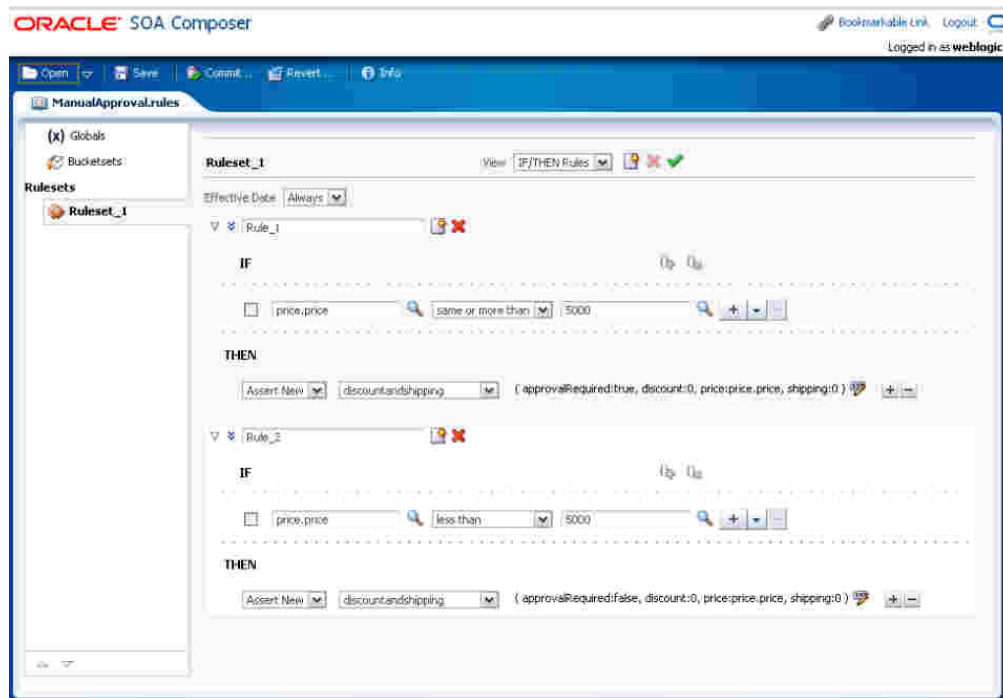 ORACLE SOA Composer
Bookmarkable Link Logout
Logged in as weblogic
Open Save Commit... Revert... Info
ManualApproval.rules
(x) Globals
Bucketsets
Rulesets
Ruleset_1
Ruleset_1 View IF/THEN Rules
Effective Date Always
Rule_1
IF
price.price same or more than 5000
THEN
Assert New discountandshipping ( approvalRequired:true, discount:0, price:price.price, shipping:0 )
Rule_2
IF
price.price less than 5000
THEN
Assert New discountandshipping ( approvalRequired:false, discount:0, price:price.price, shipping:0 )